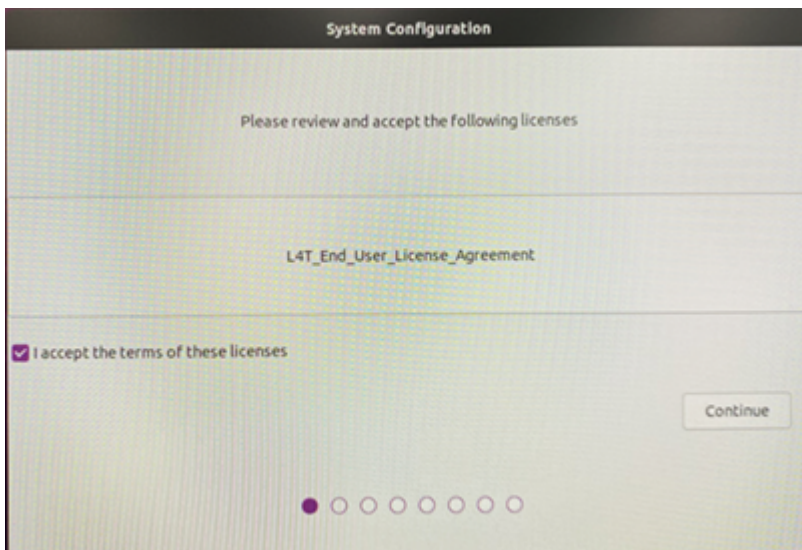 System Configuration
Please review and accept the following licenses
L4T_End_User_License_Agreement
I accept the terms of these licenses
Continue